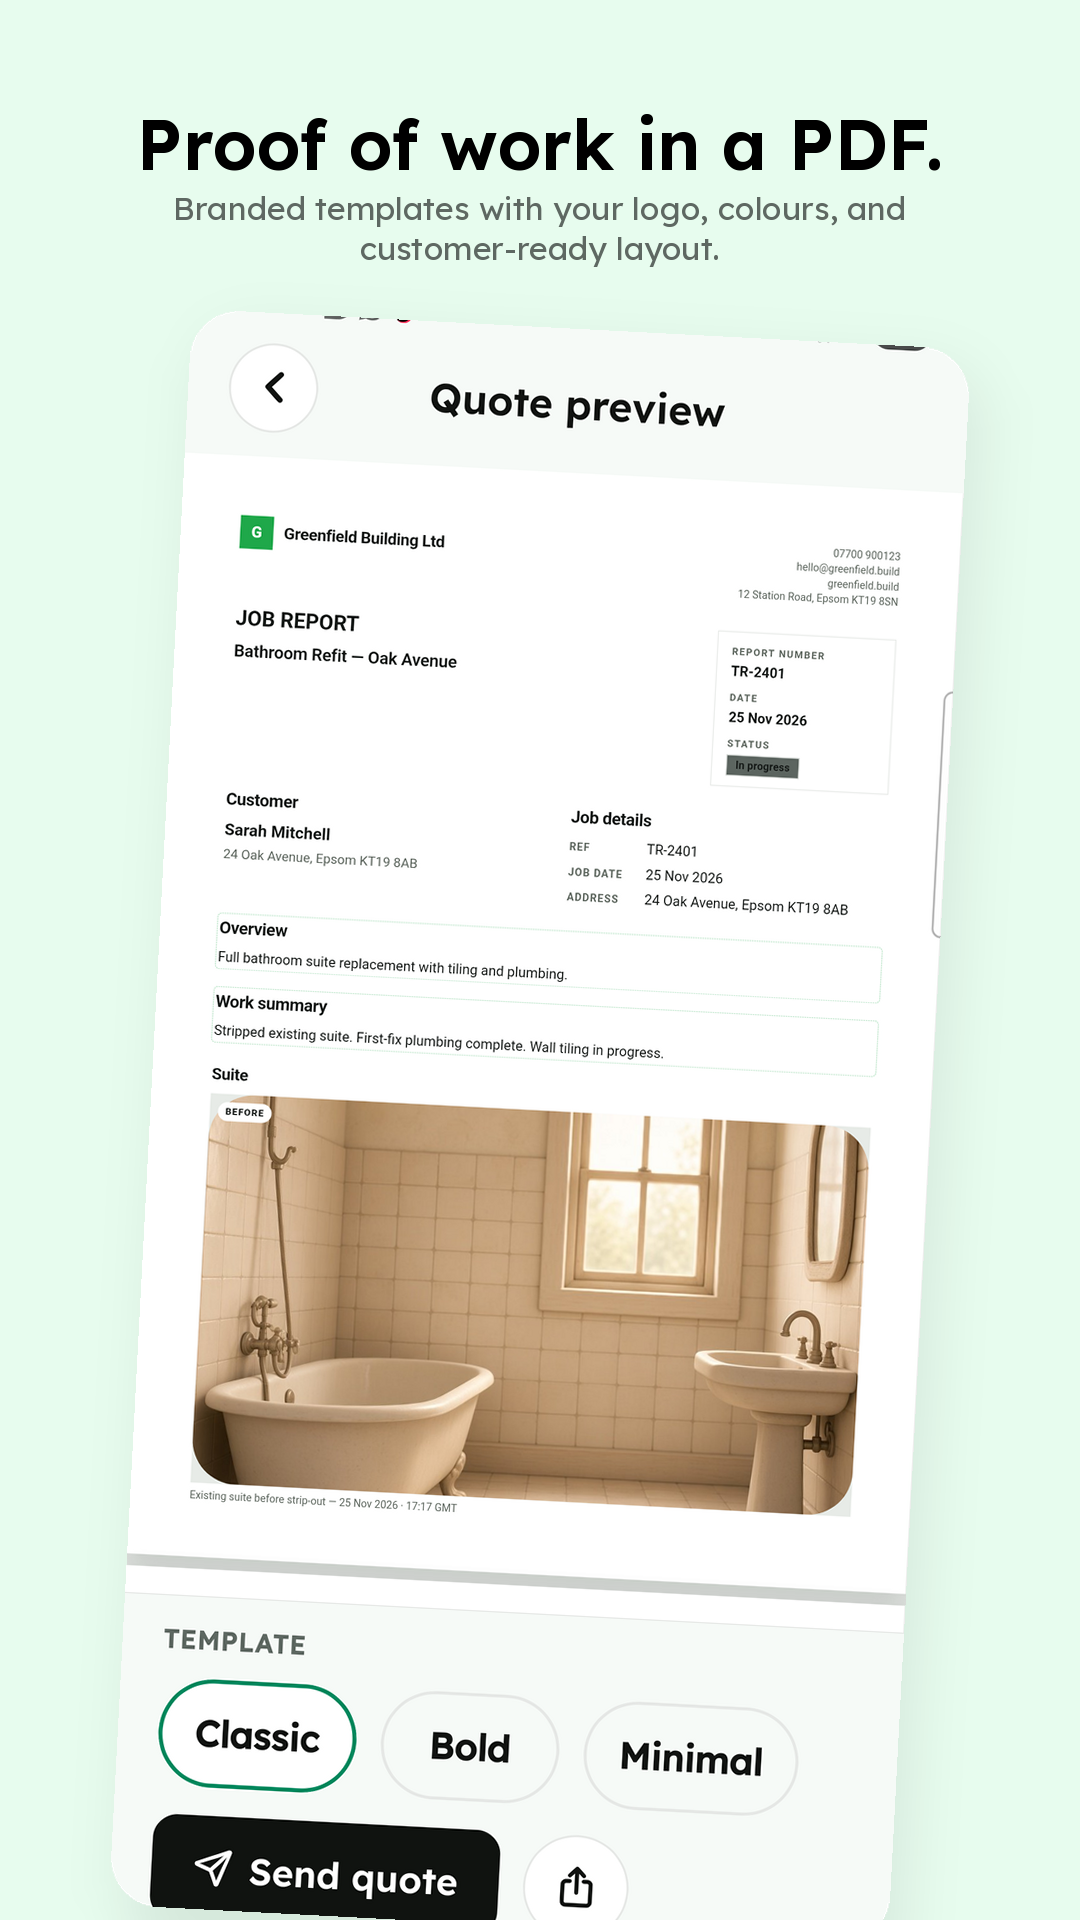 Proof of work in a PDF.
Branded templates with your logo, colours, and
customer-ready layout.
Quote preview
G
Greenfield Building Ltd
07700 900123
hello@greenfield.build
greenfield.build
12 Station Road, Epsom KT19 8SN
JOB REPORT
Bathroom Refit — Oak Avenue
REPORT NUMBER
TR-2401
DATE
25 Nov 2026
STATUS
In progress
Customer
Sarah Mitchell
24 Oak Avenue, Epsom KT19 8AB
Job details
REF TR-2401
JOB DATE 25 Nov 2026
ADDRESS 24 Oak Avenue, Epsom KT19 8AB
Overview
Full bathroom suite replacement with tiling and plumbing.
Work summary
Stripped existing suite. First-fix plumbing complete. Wall tiling in progress.
Suite
BEFORE
Existing suite before strip-out — 25 Nov 2026 · 17:17 GMT
TEMPLATE
Classic
Bold
Minimal
Send quote